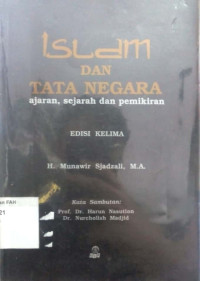 Islam
DAN
TATA NEGARA
ajaran, sejarah dan pemikiran
EDISI KELIMA
H. Munawir Sjadzali, M.A.
Kata Sambutan:
Prof. Dr. Harun Nasution
Dr. Nurcholish Madjid
21